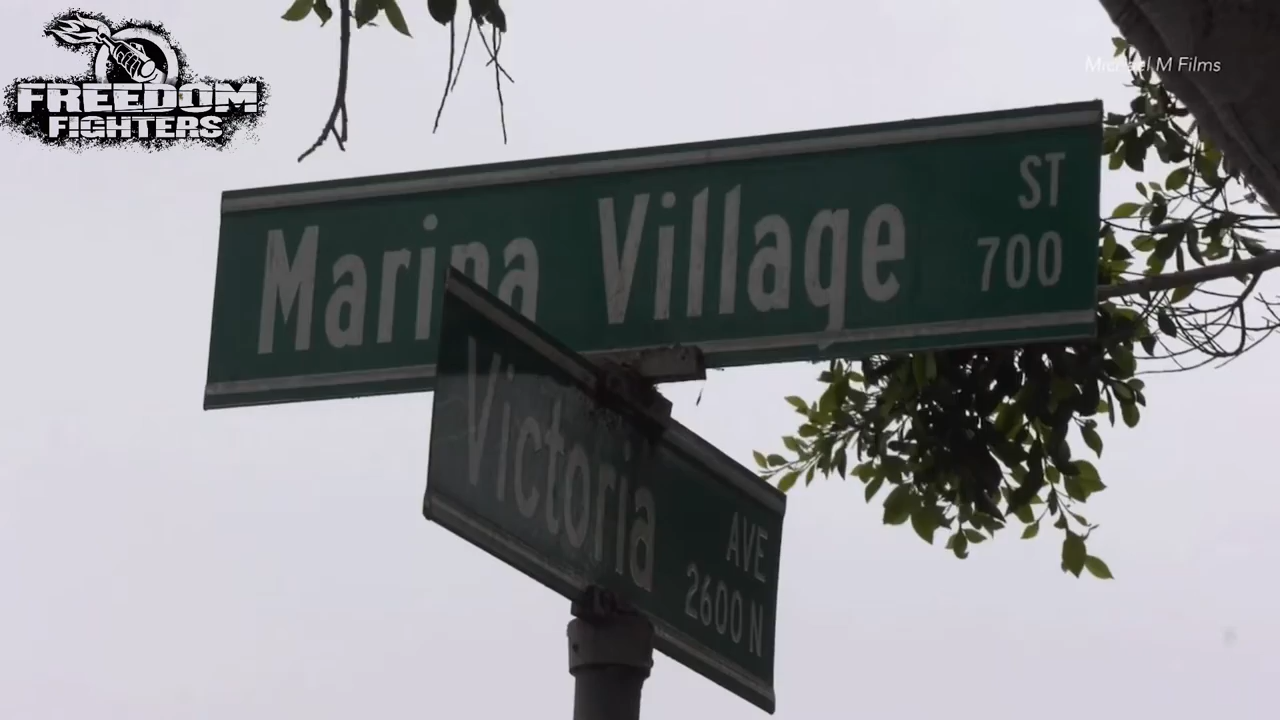 FREEDOM
FIGHTERS
Michael M Films
Marina Village ST
700
Victoria AVE
2600 N